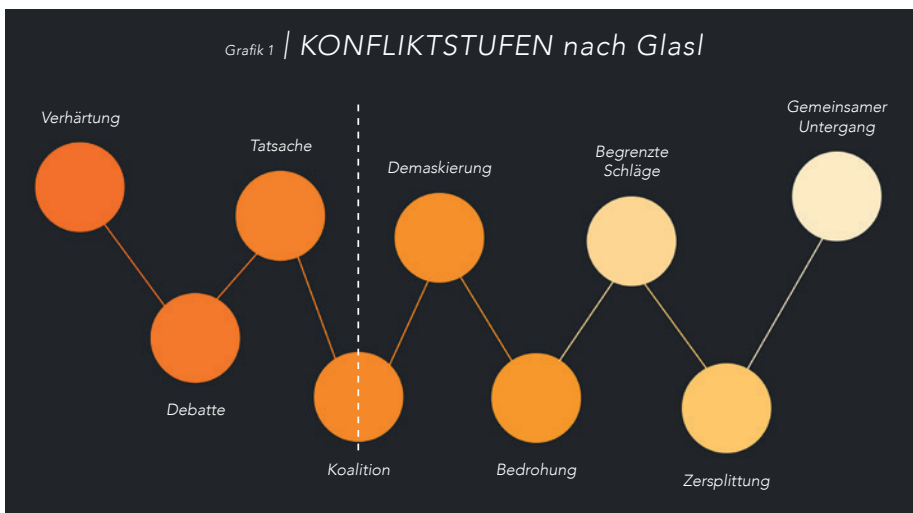 Grafik 1 | KONFLIKTSTUFEN nach Glasl
Verhärtung
Debatte
Tatsache
Koalition
Demaskierung
Bedrohung
Begrenzte
Schläge
Zersplittung
Gemeinsamer
Untergang